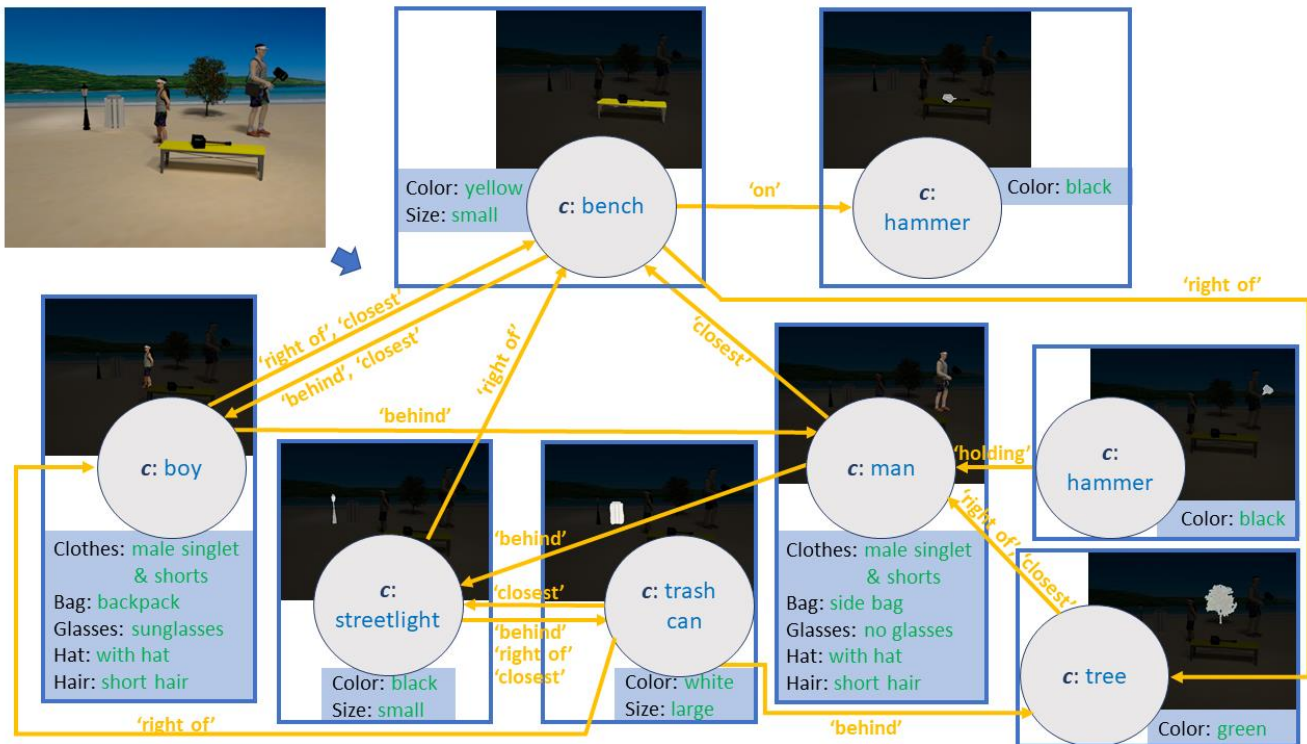 Color: yellow
Size: small
c: bench
‘on’
c:
hammer
Color: black
‘right of’
‘right of’, ‘closest’
‘behind’, ‘closest’
‘right of’
‘closest’
‘behind’
c: boy
Clothes: male singlet
& shorts
Bag: backpack
Glasses: sunglasses
Hat: with hat
Hair: short hair
c:
streetlight
Color: black
Size: small
‘behind’
‘closest’
‘behind’
‘right of’
‘closest’
c: trash
can
Color: white
Size: large
c: man
Clothes: male singlet
& shorts
Bag: side bag
Glasses: no glasses
Hat: with hat
Hair: short hair
‘holding’
c:
hammer
Color: black
‘right of’, ‘closest’
c: tree
Color: green
‘right of’
‘behind’